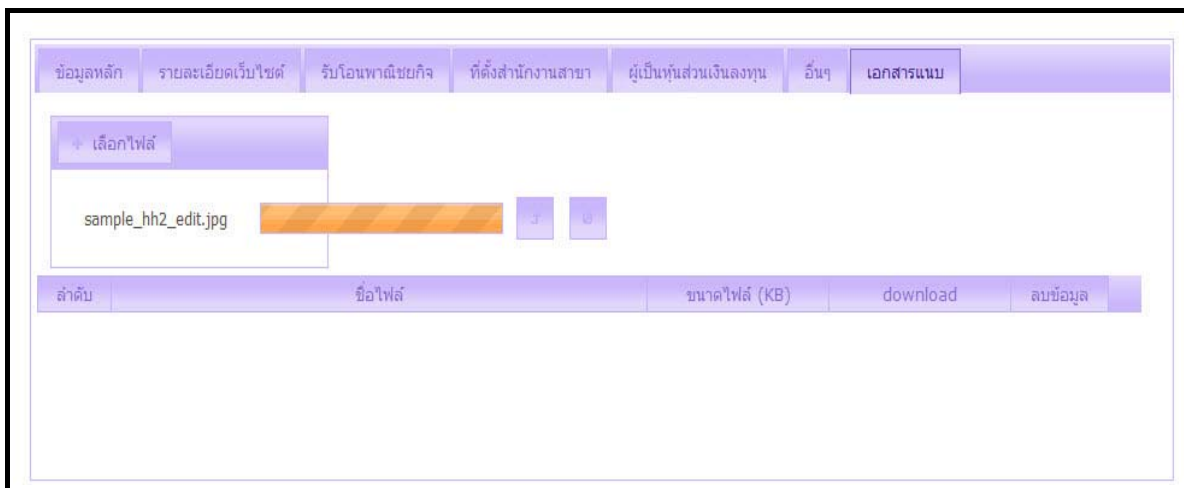 ข้อมูลหลัก รายละเอียดเว็บไซต์ รับโอนพาณิชยกิจ ที่ตั้งสำนักงานสาขา ผู้เป็นหุ้นส่วนเงินลงทุน อื่นๆ เอกสารแนบ
เลือกไฟล์
sample_hh2_edit.jpg
ลำดับ ชื่อไฟล์ ขนาดไฟล์ (KB) download ลบข้อมูล